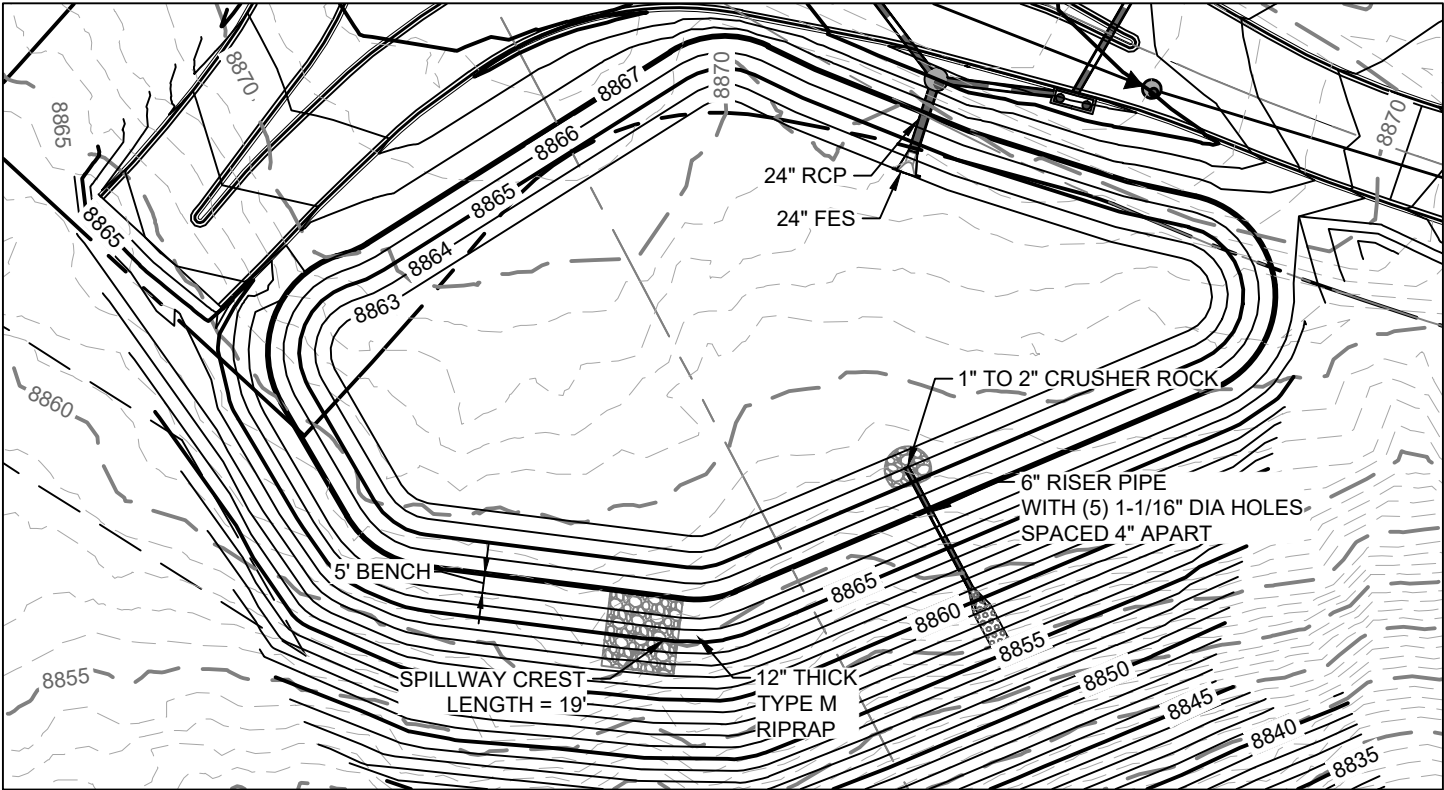 8870
8865
8865
8867
8866
8865
8864
8863
8870
8870
24" RCP
24" FES
8860
1" TO 2" CRUSHER ROCK
6" RISER PIPE
WITH (5) 1-1/16" DIA HOLES
SPACED 4" APART
5' BENCH
8865
8860
8855
8850
8845
8840
8835
8855
SPILLWAY CREST
LENGTH = 19'
12" THICK
TYPE M
RIPRAP